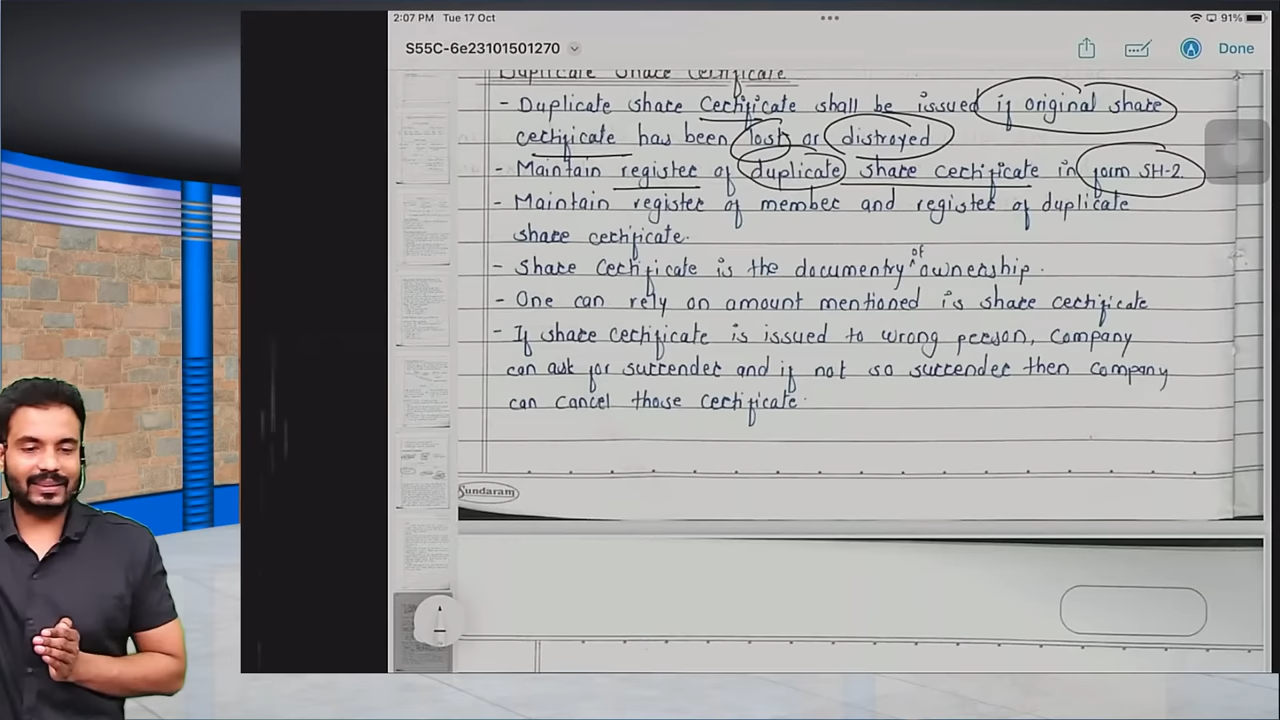 2:07 PM Tue 17 Oct
91%
S55C-6e23101501270
Done
Duplicate Share Certificate
- Duplicate share Certificate shall be issued if original share
certificate has been lost or distroyed
- Maintain register of duplicate share certificate in form SH-2.
- Maintain register of member and register of duplicate
share certificate.
- Share Certificate is the documentry of ownership.
- One can rely on amount mentioned is share certificate
- If share certificate is issued to wrong person, Company
can ask for surrender and if not so surrender then company
can cancel those certificate.
Sundaram